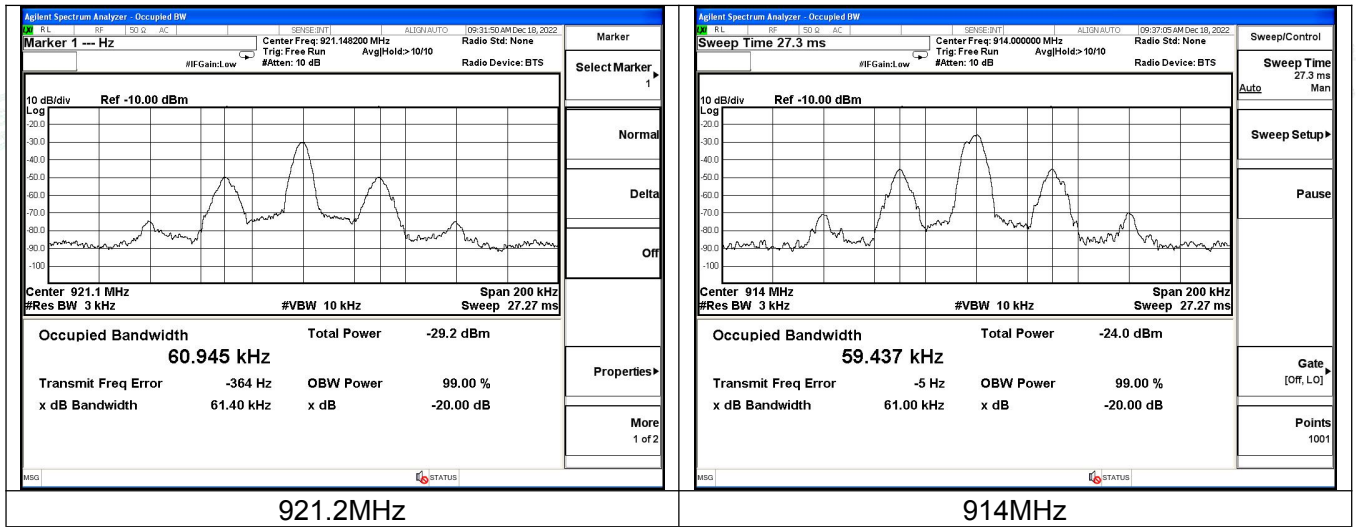 Agilent Spectrum Analyzer - Occupied BW
LXI RL RF 50 Ω AC SENSE:INT ALIGN AUTO 09:31:50 AM Dec 18, 2022
Marker 1 --- Hz
Center Freq: 921.148200 MHz
Radio Std: None
Trig: Free Run Avg|Hold:> 10/10
#IFGain:Low #Atten: 10 dB Radio Device: BTS
10 dB/div Ref -10.00 dBm
Log
-20.0
-30.0
-40.0
-50.0
-60.0
-70.0
-80.0
-90.0
-100
Center 921.1 MHz Span 200 kHz
#Res BW 3 kHz #VBW 10 kHz Sweep 27.27 ms
Occupied Bandwidth Total Power -29.2 dBm
60.945 kHz
Transmit Freq Error -364 Hz OBW Power 99.00 %
x dB Bandwidth 61.40 kHz x dB -20.00 dB
MSG STATUS
Marker
Select Marker
1
Normal
Delta
Off
Properties
More
1 of 2
921.2MHz
Agilent Spectrum Analyzer - Occupied BW
LXI RL RF 50 Ω AC SENSE:INT ALIGN AUTO 09:37:05 AM Dec 18, 2022
Sweep Time 27.3 ms
Center Freq: 914.000000 MHz
Radio Std: None
Trig: Free Run Avg|Hold:> 10/10
#IFGain:Low #Atten: 10 dB Radio Device: BTS
10 dB/div Ref -10.00 dBm
Log
-20.0
-30.0
-40.0
-50.0
-60.0
-70.0
-80.0
-90.0
-100
Center 914 MHz Span 200 kHz
#Res BW 3 kHz #VBW 10 kHz Sweep 27.27 ms
Occupied Bandwidth Total Power -24.0 dBm
59.437 kHz
Transmit Freq Error -5 Hz OBW Power 99.00 %
x dB Bandwidth 61.00 kHz x dB -20.00 dB
MSG STATUS
Sweep/Control
Sweep Time
27.3 ms
Auto Man
Sweep Setup
Pause
Gate
[Off, LO]
Points
1001
914MHz